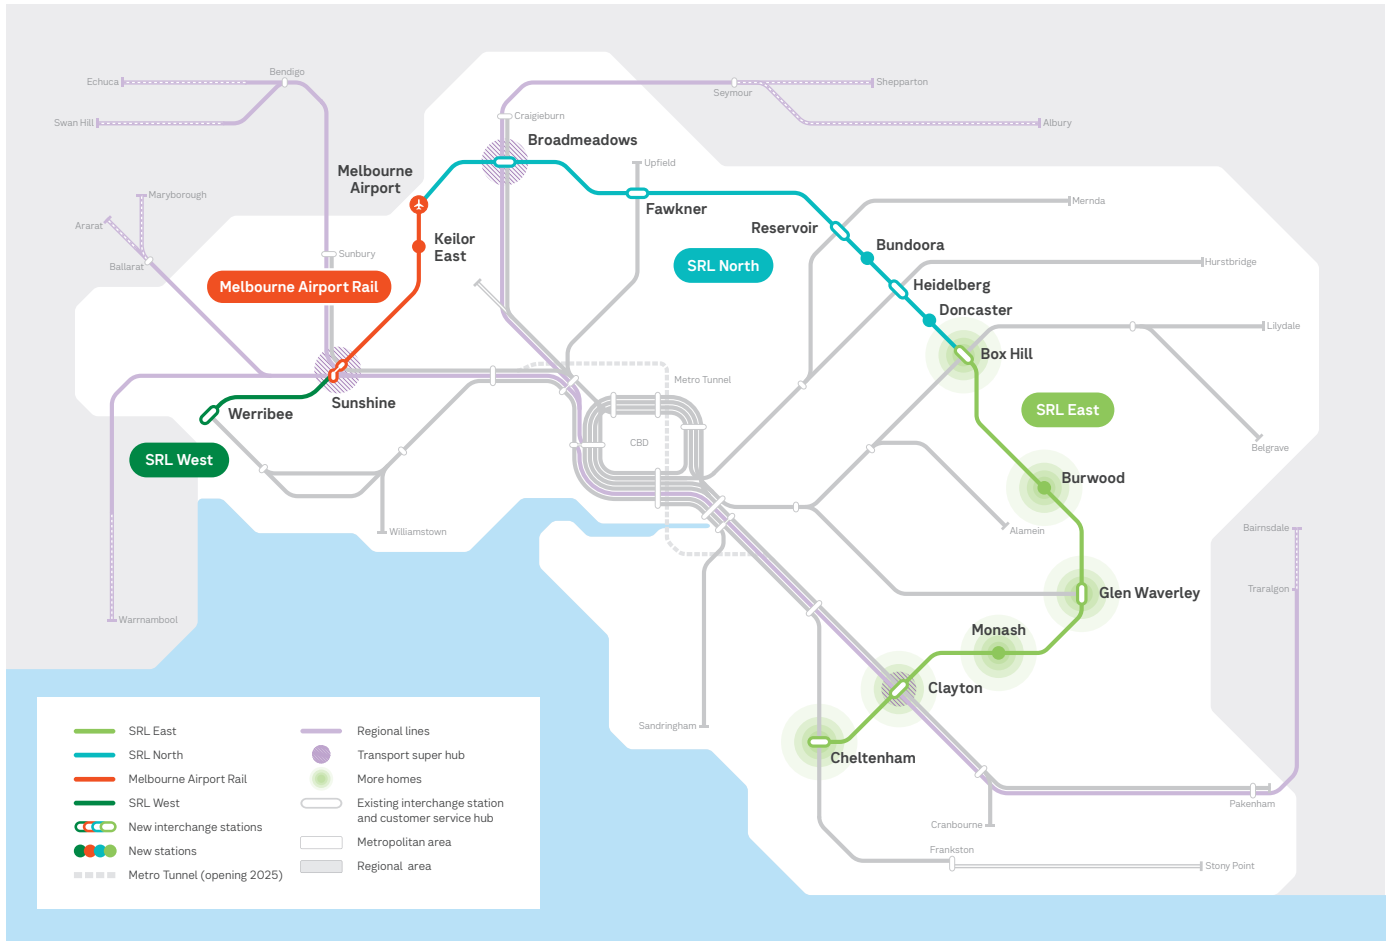 Bendigo
Echuca
Shepparton
Seymour
Craigieburn
Swan Hill
Albury
Broadmeadows
Upfield
Melbourne
Airport
Maryborough
Mernda
Fawkner
Ararat
Reservoir
Keilor
East
Bundoora
Sunbury
Ballarat
SRL North
Hurstbridge
Melbourne Airport Rail
Heidelberg
Doncaster
Lilydale
Box Hill
Metro Tunnel
Sunshine
Werribee
SRL East
CBD
Belgrave
SRL West
Burwood
Bairnsdale
Williamstown
Alamein
Traralgon
Glen Waverley
Warrnambool
Monash
Clayton
Sandringham
Cheltenham
Pakenham
Cranbourne
Frankston
Stony Point
SRL East
SRL North
Melbourne Airport Rail
SRL West
New interchange stations
New stations
Metro Tunnel (opening 2025)
Regional lines
Transport super hub
More homes
Existing interchange station
and customer service hub
Metropolitan area
Regional area